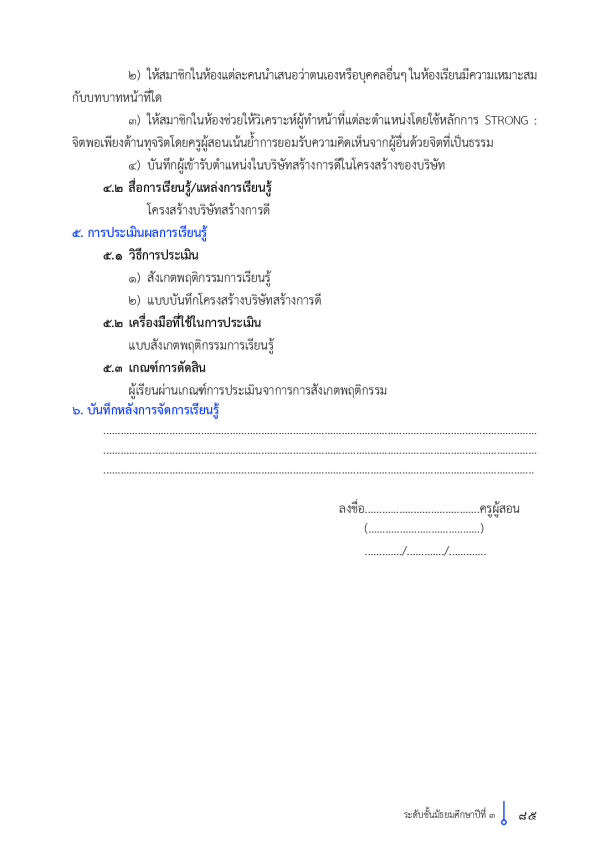 ๒) ให้สมาชิกในห้องแต่ละคนนำเสนอว่าตนเองหรือบุคคลอื่นๆ ในห้องเรียนมีความเหมาะสม
กับบทบาทหน้าที่ใด
๓) ให้สมาชิกในห้องช่วยให้วิเคราะห์ผู้ทำหน้าที่แต่ละตำแหน่งโดยใช้หลักการ STRONG :
จิตพอเพียงต้านทุจริตโดยครูผู้สอนเน้นย้ำการยอมรับความคิดเห็นจากผู้อื่นด้วยจิตที่เป็นธรรม
๔) บันทึกผู้เข้ารับตำแหน่งในบริษัทสร้างการดีในโครงสร้างของบริษัท
๔.๒ สื่อการเรียนรู้/แหล่งการเรียนรู้
โครงสร้างบริษัทสร้างการดี
๕. การประเมินผลการเรียนรู้
๕.๑ วิธีการประเมิน
๑) สังเกตพฤติกรรมการเรียนรู้
๒) แบบบันทึกโครงสร้างบริษัทสร้างการดี
๕.๒ เครื่องมือที่ใช้ในการประเมิน
แบบสังเกตพฤติกรรมการเรียนรู้
๕.๓ เกณฑ์การตัดสิน
ผู้เรียนผ่านเกณฑ์การประเมินจาการการสังเกตพฤติกรรม
๖. บันทึกหลังการจัดการเรียนรู้
................................................................................
................................................................................
................................................................................
ลงชื่อ........................................ครูผู้สอน
(.......................................)
............./............./.............
ระดับชั้นมัธยมศึกษาปีที่ ๓ ๘๕